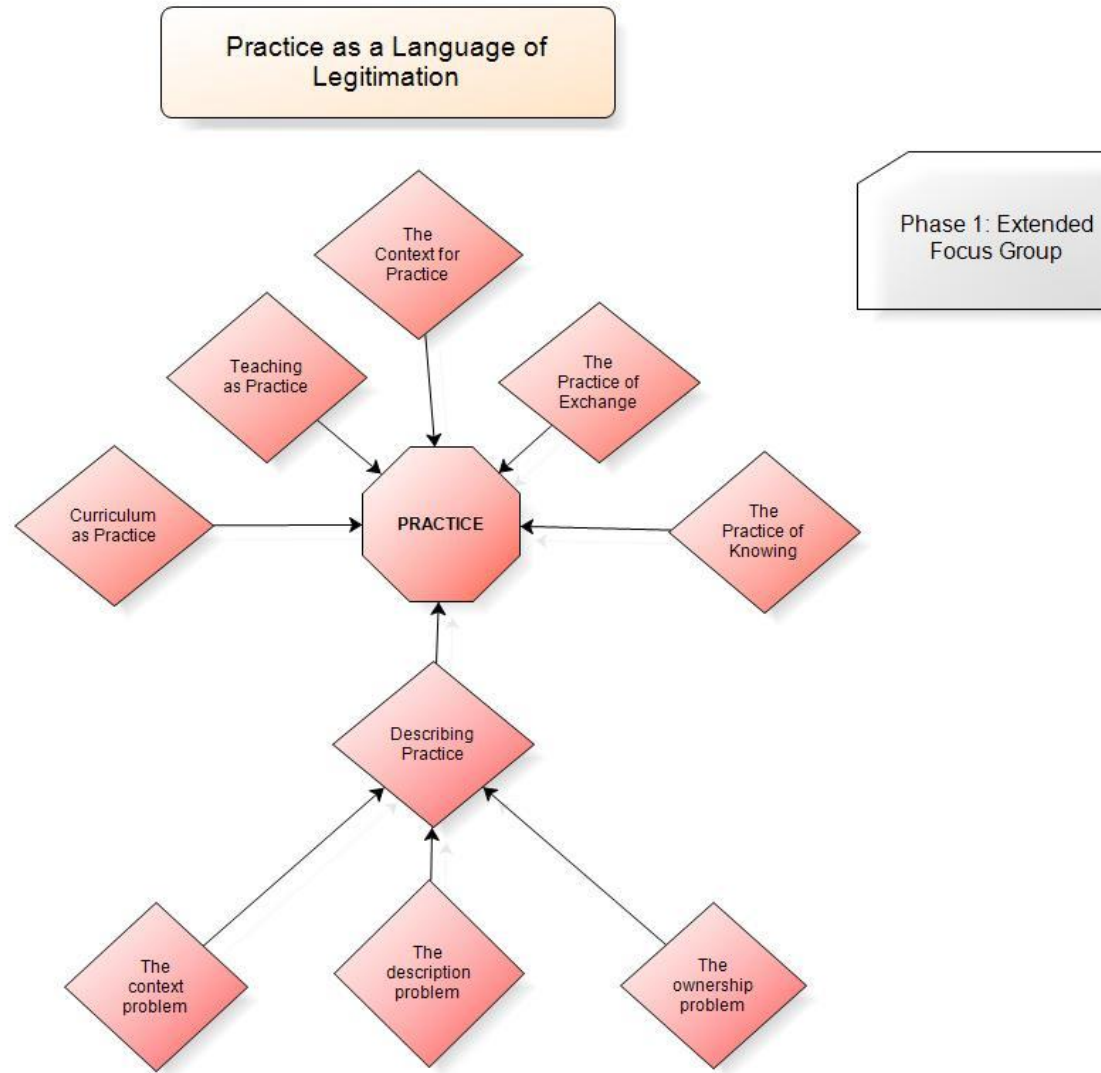 Practice as a Language of
Legitimation
Phase 1: Extended
Focus Group
The
Context for
Practice
Teaching
as Practice
The
Practice of
Exchange
Curriculum
as Practice
PRACTICE
The
Practice of
Knowing
Describing
Practice
The
context
problem
The
description
problem
The
ownership
problem